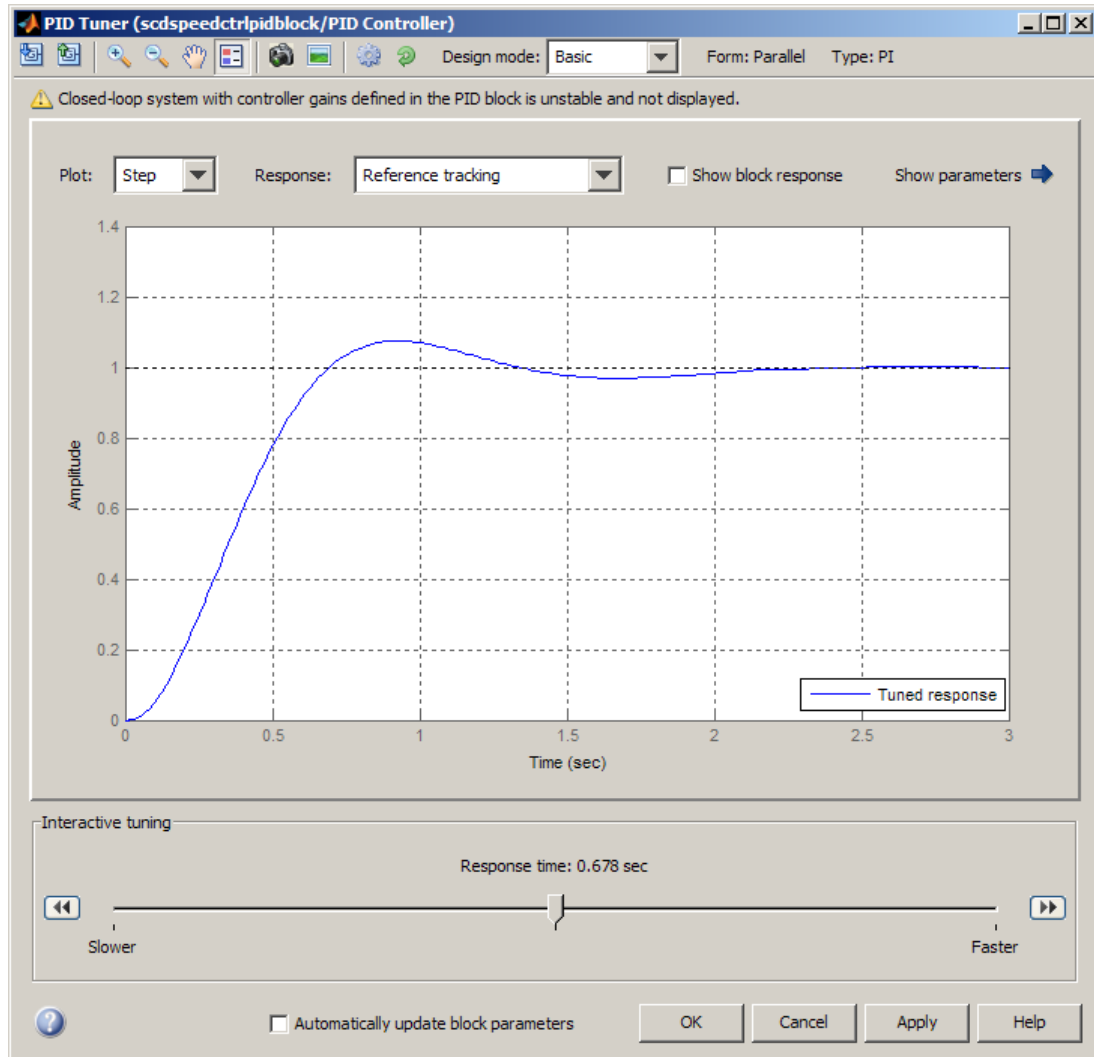 PID Tuner (scdspeedctrlpidblock/PID Controller)
Design mode: Basic Form: Parallel Type: PI
Closed-loop system with controller gains defined in the PID block is unstable and not displayed.
Plot: Step Response: Reference tracking Show block response Show parameters
1.4
1.2
1
0.8
0.6
0.4
0.2
0
Amplitude
Tuned response
0 0.5 1 1.5 2 2.5 3
Time (sec)
Interactive tuning
Response time: 0.678 sec
Slower Faster
? Automatically update block parameters OK Cancel Apply Help